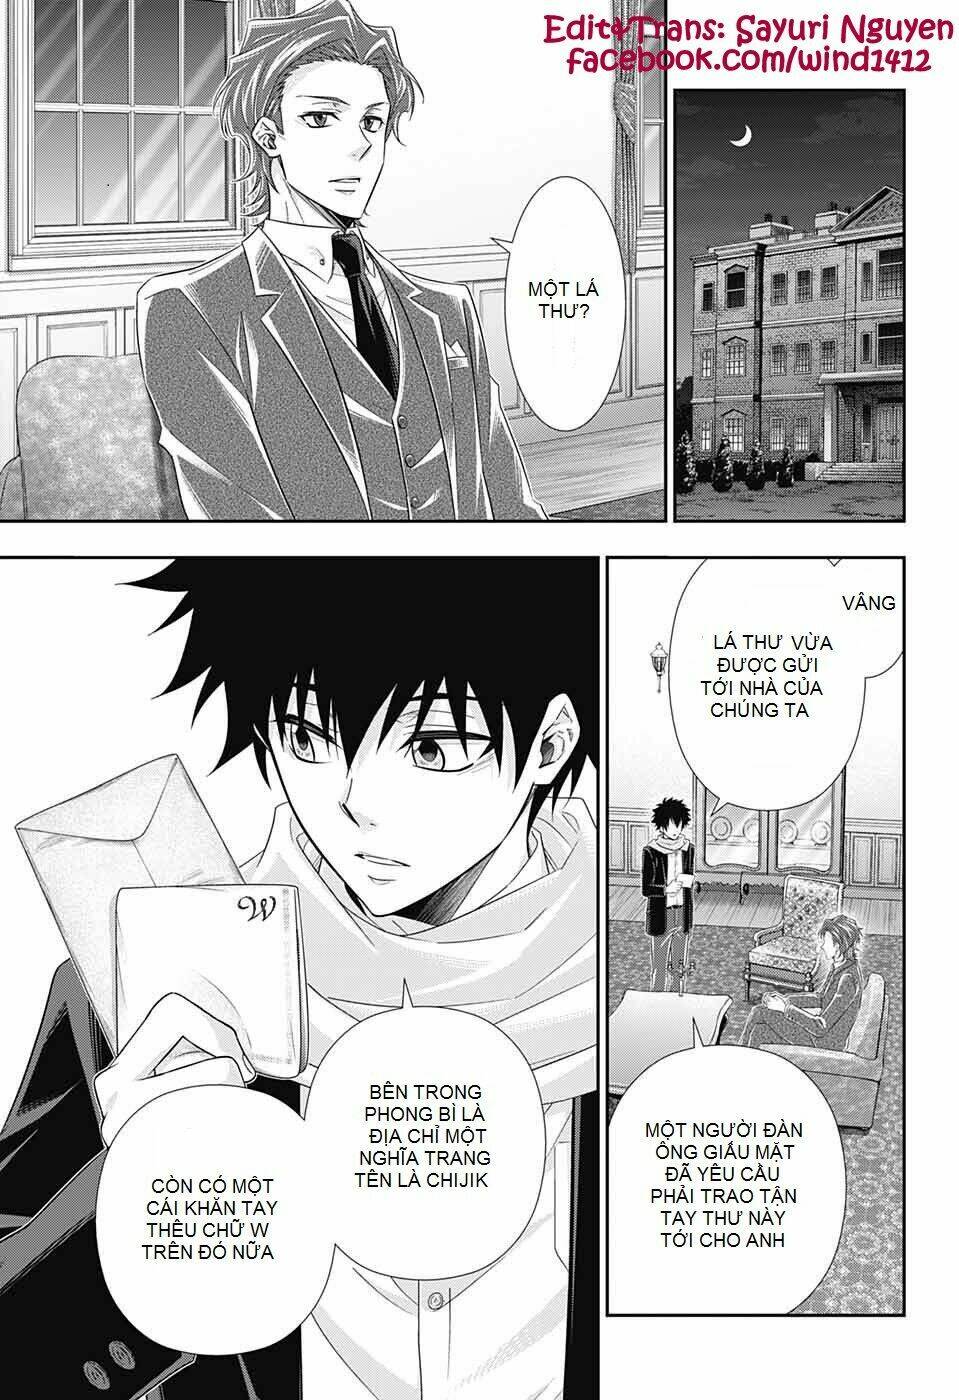 Edit&Trans: Sayuri Nguyen
facebook.com/wind1412
MỘT LÁ
THƯ?
VÂNG
LÁ THƯ VỪA
ĐƯỢC GỬI
TỚI NHÀ CỦA
CHÚNG TA
MỘT NGƯỜI ĐÀN
ÔNG GIẤU MẶT
ĐÃ YÊU CẦU
PHẢI TRAO TẬN
TAY THƯ NÀY
TỚI CHO ANH
W
BÊN TRONG
PHONG BÌ LÀ
ĐỊA CHỈ MỘT
NGHĨA TRANG
TÊN LÀ CHIJIK
CÒN CÓ MỘT
CÁI KHĂN TAY
THÊU CHỮ W
TRÊN ĐÓ NỮA